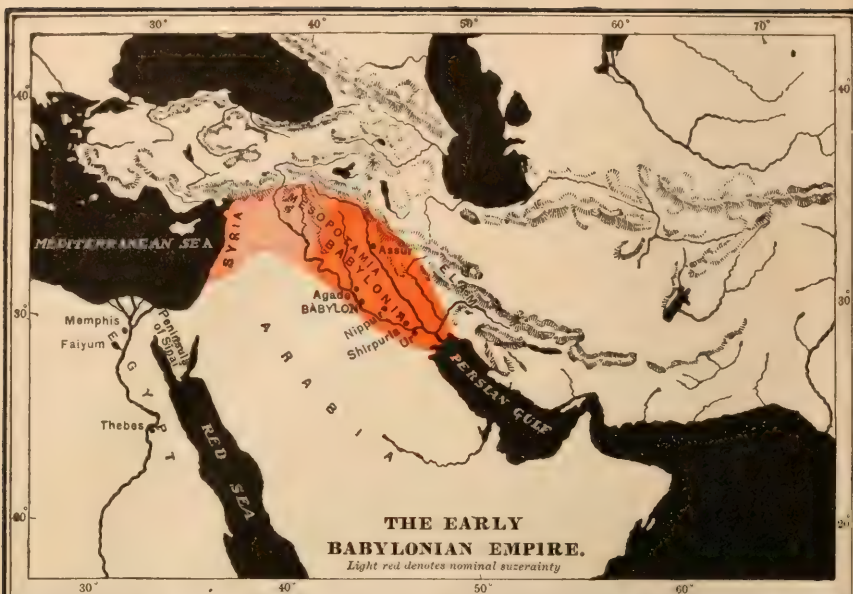 30°
40°
50°
60°
70°
40
40
MEDITERRANEAN SEA
SYRIA
MESOPOTAMIA
BABYLONIA
Assur
ELAM
Agade
BABYLON
Nippur
Shirpurla
Ur
30
30
Memphis
Faiyum
Peninsula
of Sinai
EGYPT
Thebes
RED SEA
ARABIA
PERSIAN GULF
20
20
THE EARLY
BABYLONIAN EMPIRE.
Light red denotes nominal suzerainty
30°
40°
50°
60°